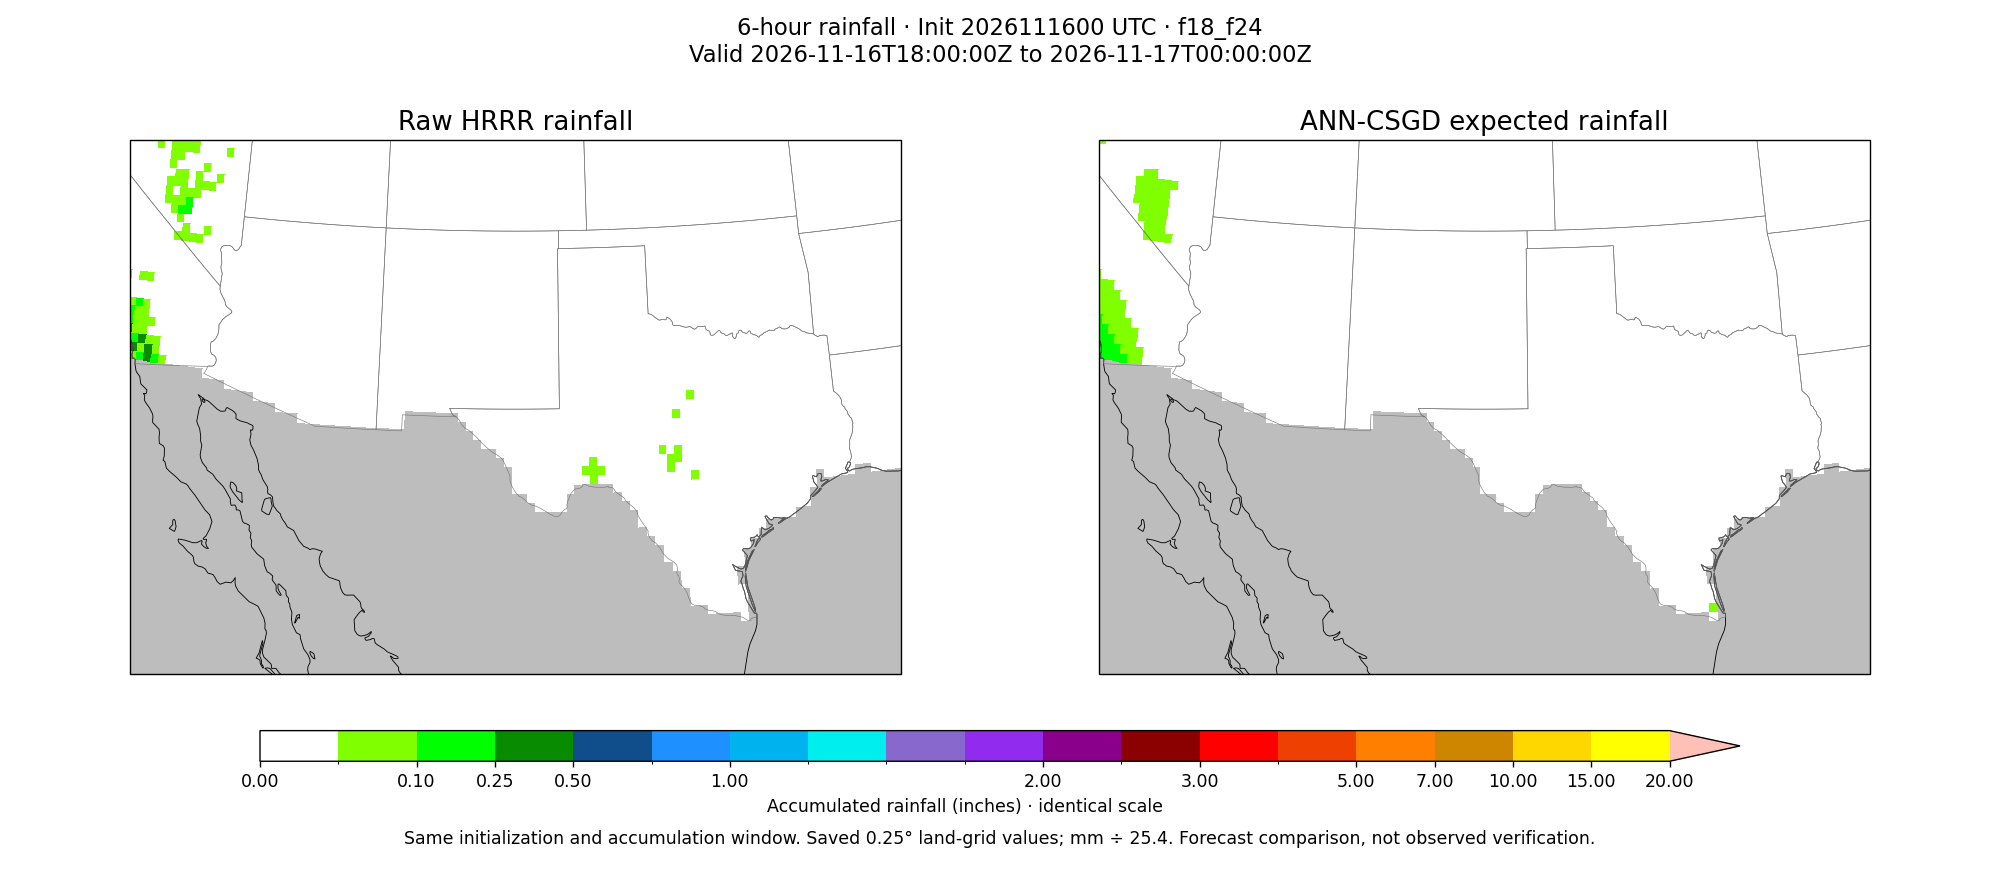 6-hour rainfall · Init 2026111600 UTC · f18_f24
Valid 2026-11-16T18:00:00Z to 2026-11-17T00:00:00Z
Raw HRRR rainfall
ANN-CSGD expected rainfall
0.00 0.10 0.25 0.50 1.00 2.00 3.00 5.00 7.00 10.00 15.00 20.00
Accumulated rainfall (inches) · identical scale
Same initialization and accumulation window. Saved 0.25° land-grid values; mm ÷ 25.4. Forecast comparison, not observed verification.